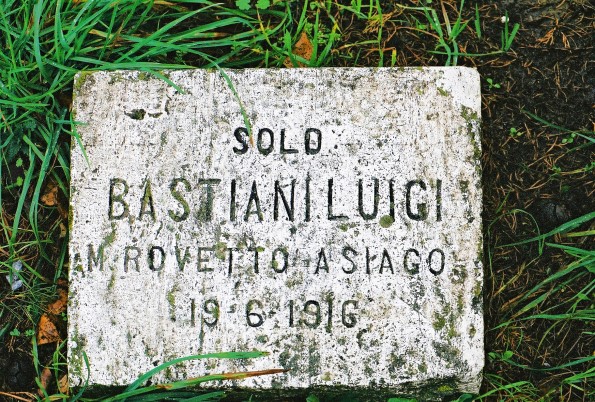 SOLD.
BASTIANI LUIGI
M. ROVETTO ASIAGO
19-6-1916